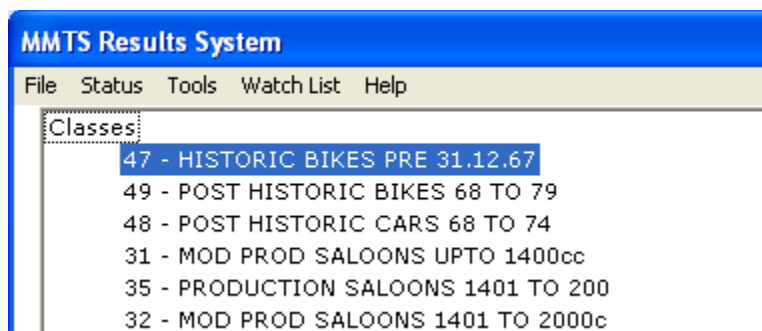 MMTS Results System
File Status Tools Watch List Help
Classes
47 - HISTORIC BIKES PRE 31.12.67
49 - POST HISTORIC BIKES 68 TO 79
48 - POST HISTORIC CARS 68 TO 74
31 - MOD PROD SALOONS UPTO 1400cc
35 - PRODUCTION SALOONS 1401 TO 200
32 - MOD PROD SALOONS 1401 TO 2000c